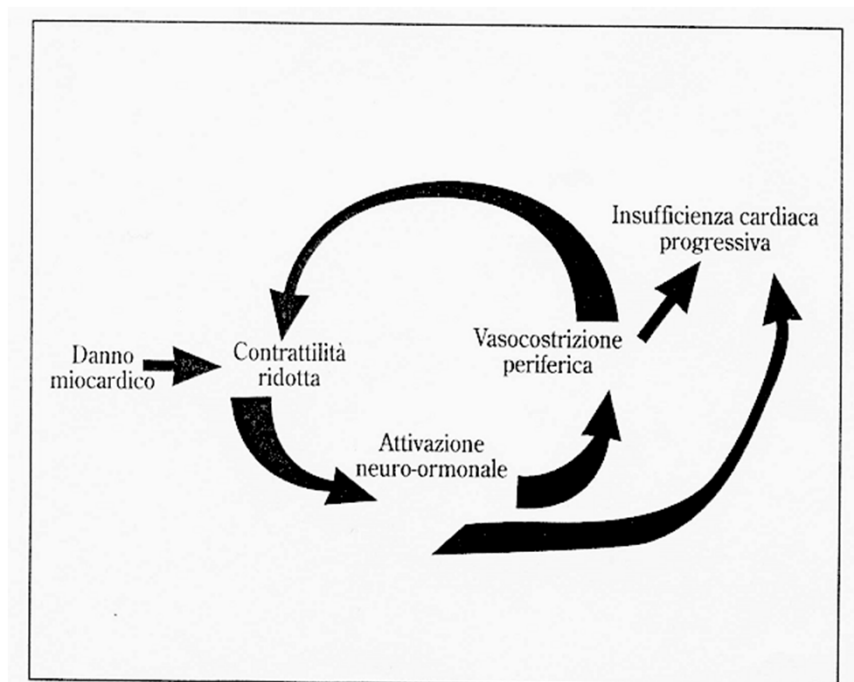 Insufficienza cardiaca
progressiva
Vasocostrizione
periferica
Danno
miocardico
Contrattilità
ridotta
Attivazione
neuro-ormonale